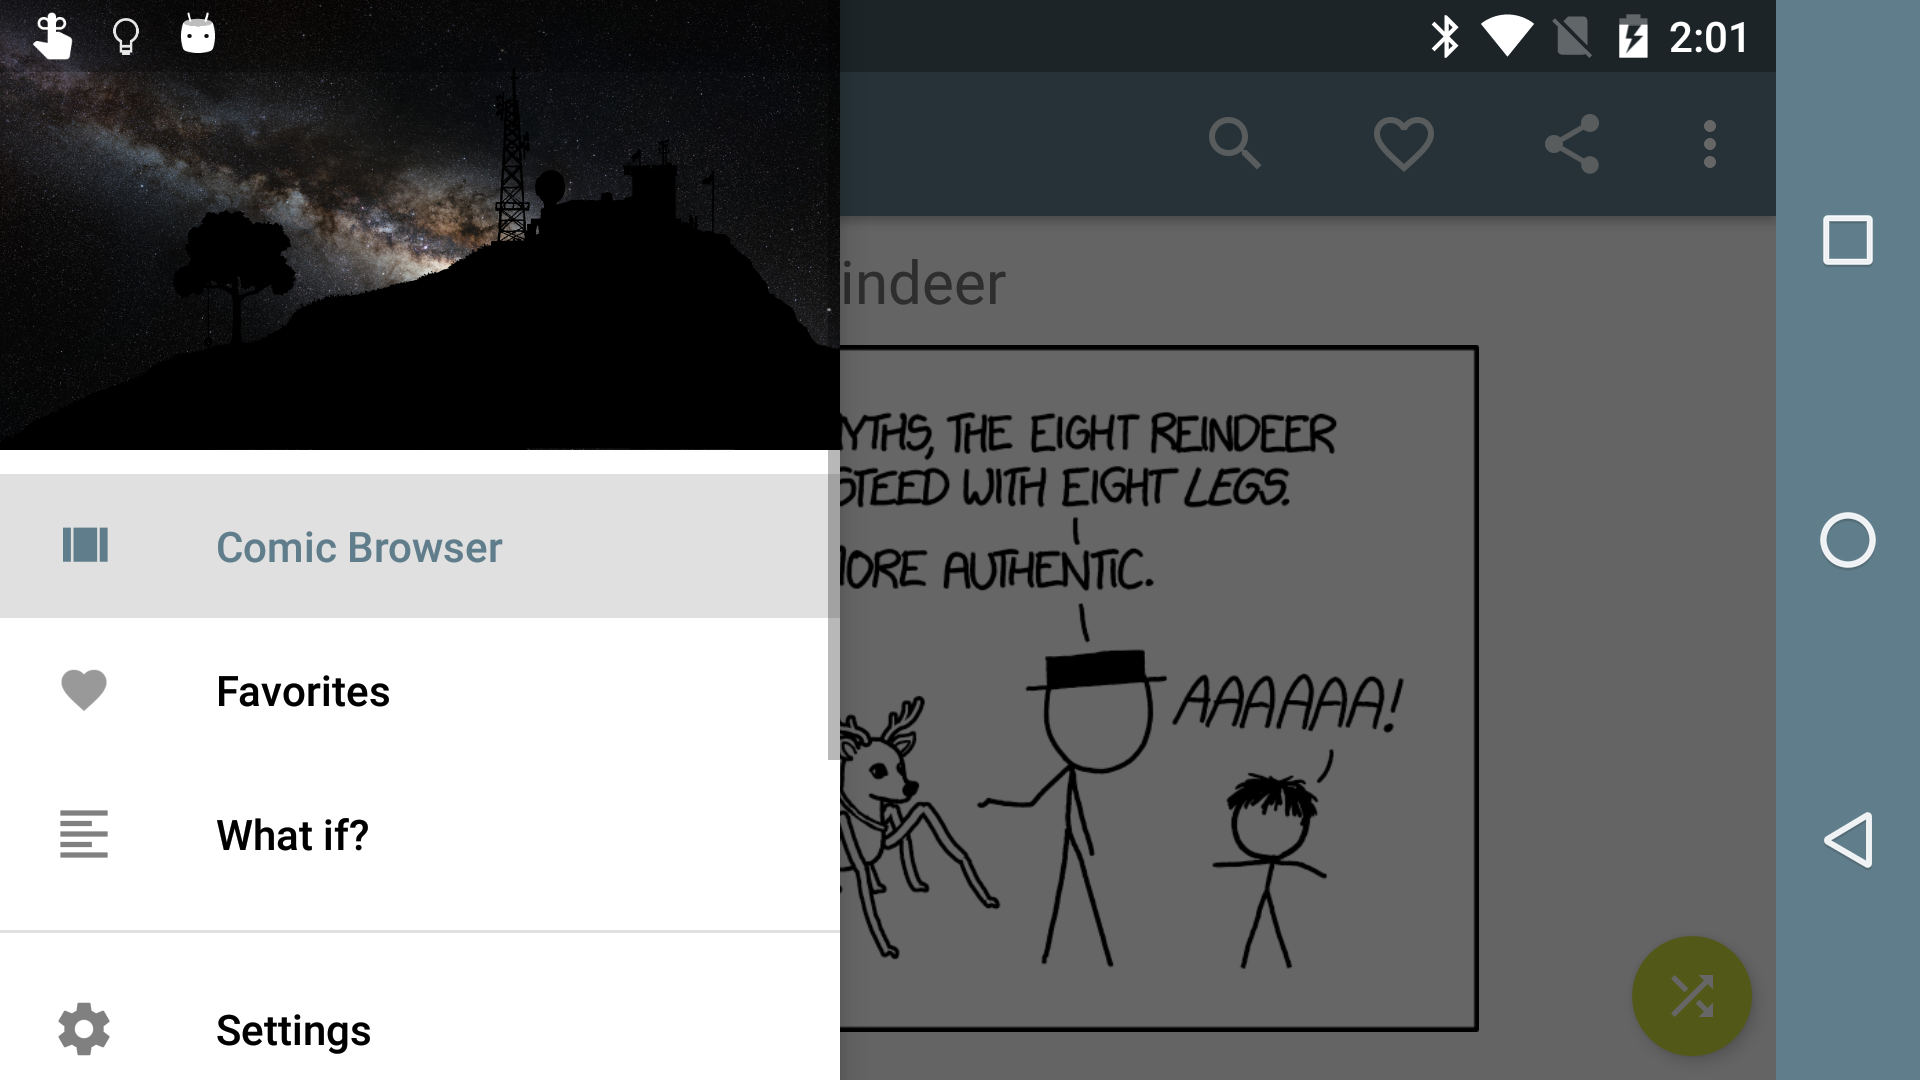 2:01
indeer
YTHS, THE EIGHT REINDEER
STEED WITH EIGHT LEGS.
MORE AUTHENTIC.
AAAAAA!
Comic Browser
Favorites
What if?
Settings